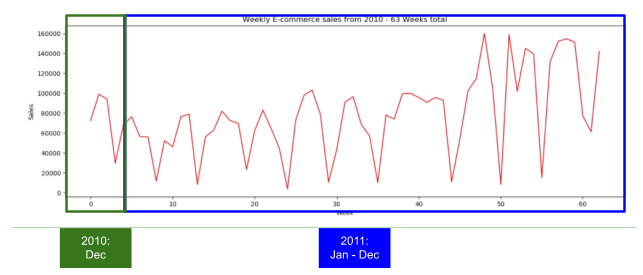 Weekly E-commerce sales from 2010 - 63 Weeks total
160000
140000
120000
100000
80000
60000
40000
20000
0
Sales
0 10 20 30 40 50 60
Week
2010:
Dec
2011:
Jan - Dec